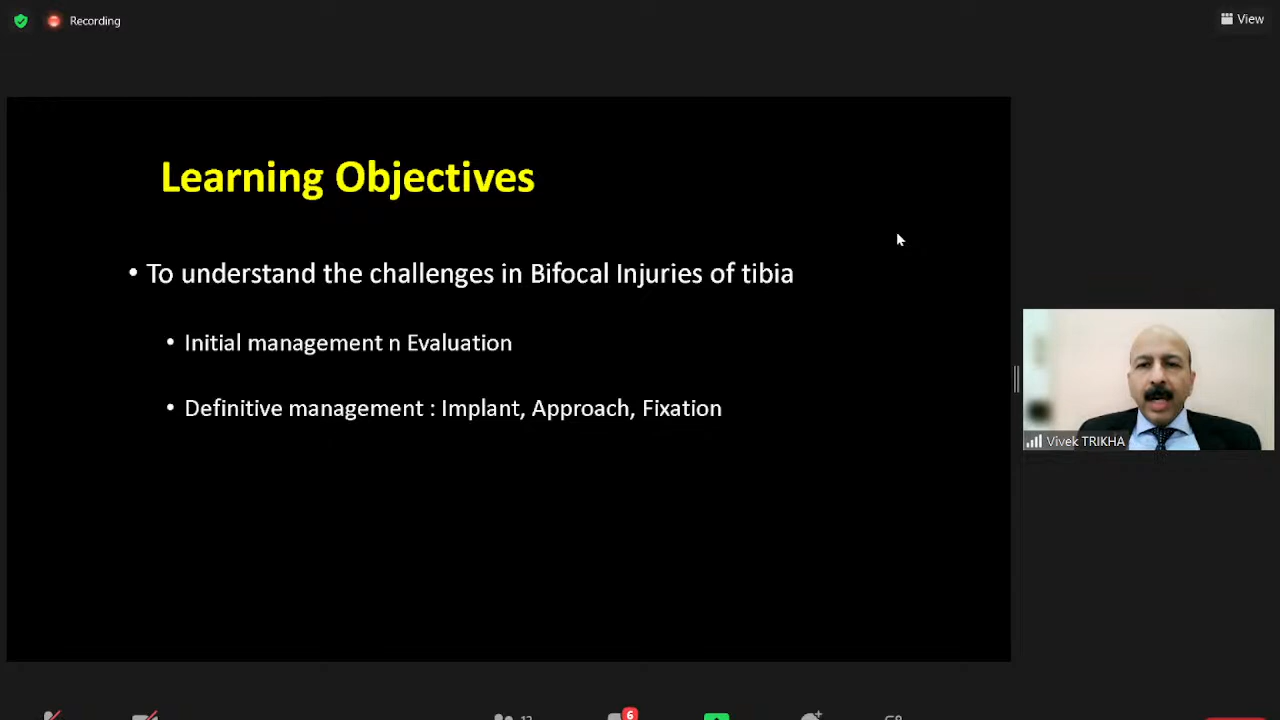 Recording
View
Learning Objectives
• To understand the challenges in Bifocal Injuries of tibia
• Initial management n Evaluation
• Definitive management : Implant, Approach, Fixation
Vivek TRIKHA
6